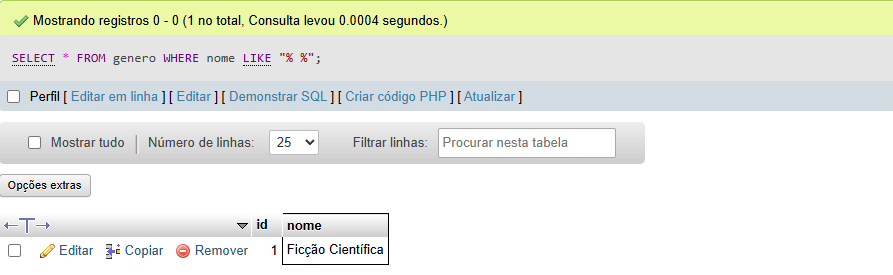 Mostrando registros 0 - 0 (1 no total, Consulta levou 0.0004 segundos.)
SELECT * FROM genero WHERE nome LIKE "% %";
Perfil [ Editar em linha ] [ Editar ] [ Demonstrar SQL ] [ Criar código PHP ] [ Atualizar ]
Mostrar tudo Número de linhas: 25 Filtrar linhas: Procurar nesta tabela
Opções extras
←T→ id nome
Editar Copiar Remover 1 Ficção Científica